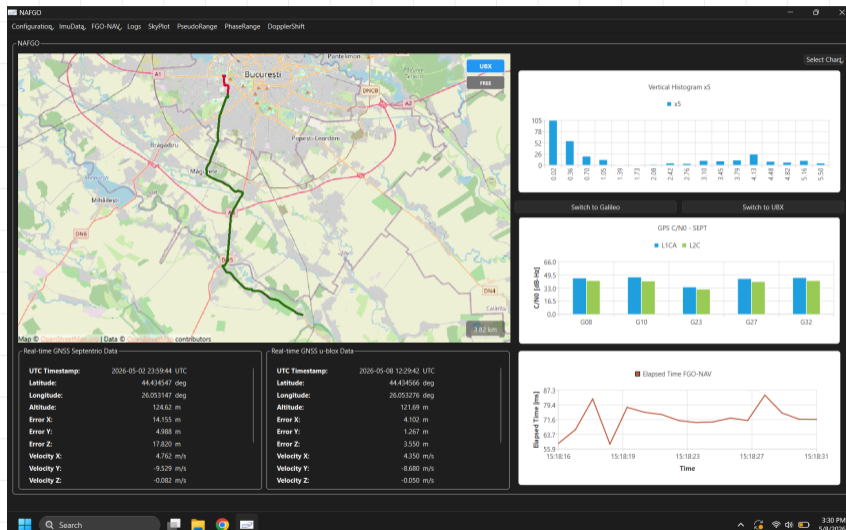 NAFGO
Configuration, ImuData, FGO-NAV, Logs SkyPlot PseudoRange PhaseRange DopplerShift
NAFGO
Select Chart
Pantelimon
A1
București
UBX
FREE
DNCB
A2
Popești-Leordeni
Bragadiru
Măgurele
Mihăilești
DN6
DN4
3.82 km
Map © OpenStreetMap | Data © contributors
Vertical Histogram x5
x5
105
78
52
26
0
0.02 0.36 0.70 1.05 1.39 1.73 2.08 2.42 2.76 3.10 3.45 3.79 4.13 4.48 4.82 5.16 5.50
Switch to Galileo
Switch to UBX
GPS C/N0 - SEPT
L1CA L2C
C/N0 [dB-Hz]
66.0
49.5
33.0
16.5
0.0
G08 G10 G23 G27 G32
Real-time GNSS Septentrio Data
UTC Timestamp: 2026-05-02 23:59:44 UTC
Latitude: 44.434547 deg
Longitude: 26.053147 deg
Altitude: 124.62 m
Error X: 14.155 m
Error Y: 4.988 m
Error Z: 17.820 m
Velocity X: 4.762 m/s
Velocity Y: -9.529 m/s
Velocity Z: -0.082 m/s
Real-time GNSS u-blox Data
UTC Timestamp: 2026-05-08 12:29:42 UTC
Latitude: 44.434566 deg
Longitude: 26.053276 deg
Altitude: 121.69 m
Error X: 4.102 m
Error Y: 1.267 m
Error Z: 3.550 m
Velocity X: 4.350 m/s
Velocity Y: -8.680 m/s
Velocity Z: -0.050 m/s
Elapsed Time FGO-NAV
Elapsed Time [ms]
87.3
79.4
71.6
63.7
55.9
15:18:16 15:18:19 15:18:23 15:18:27 15:18:31
Time
Search
3:30 PM
5/8/2026